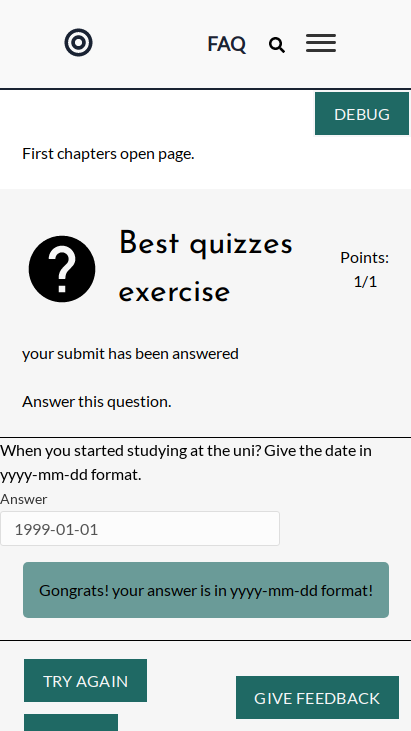 FAQ
DEBUG
First chapters open page.
Best quizzes
exercise
Points:
1/1
your submit has been answered
Answer this question.
When you started studying at the uni? Give the date in
yyyy-mm-dd format.
Answer
1999-01-01
Gongrats! your answer is in yyyy-mm-dd format!
TRY AGAIN
GIVE FEEDBACK